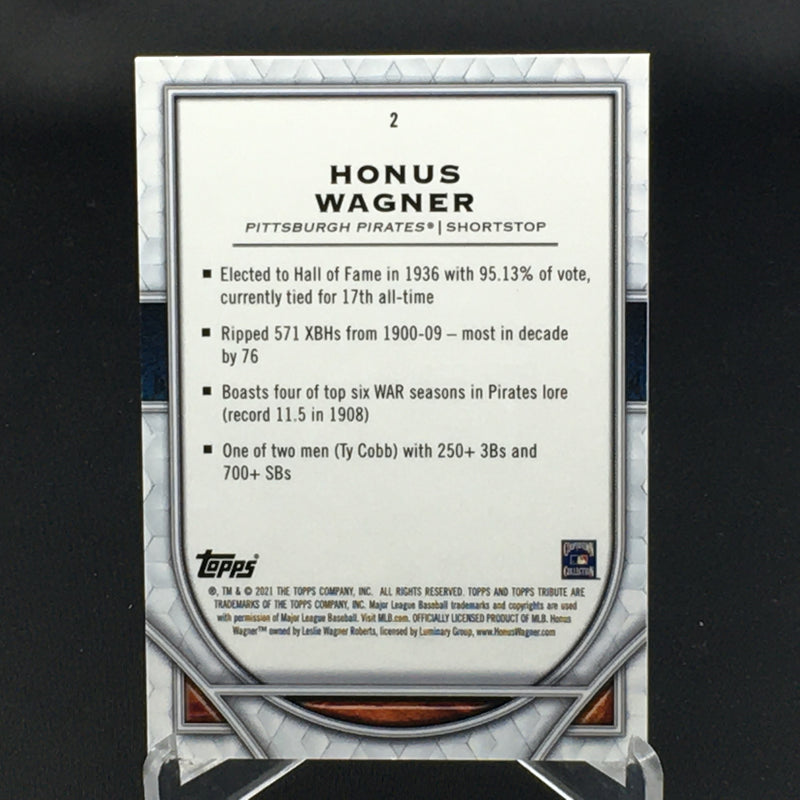 2
HONUS
WAGNER
PITTSBURGH PIRATES® | SHORTSTOP
▪ Elected to Hall of Fame in 1936 with 95.13% of vote,
currently tied for 17th all-time
▪ Ripped 571 XBHs from 1900-09 – most in decade
by 76
▪ Boasts four of top six WAR seasons in Pirates lore
(record 11.5 in 1908)
▪ One of two men (Ty Cobb) with 250+ 3Bs and
700+ SBs
Topps®
COOPERSTOWN
COLLECTION
®, TM & © 2021 THE TOPPS COMPANY, INC. ALL RIGHTS RESERVED. TOPPS AND TOPPS TRIBUTE ARE
TRADEMARKS OF THE TOPPS COMPANY, INC. Major League Baseball trademarks and copyrights are used
with permission of Major League Baseball. Visit MLB.com. OFFICIALLY LICENSED PRODUCT OF MLB. Honus
Wagner™ owned by Leslie Wagner Roberts, licensed by Luminary Group, www.HonusWagner.com